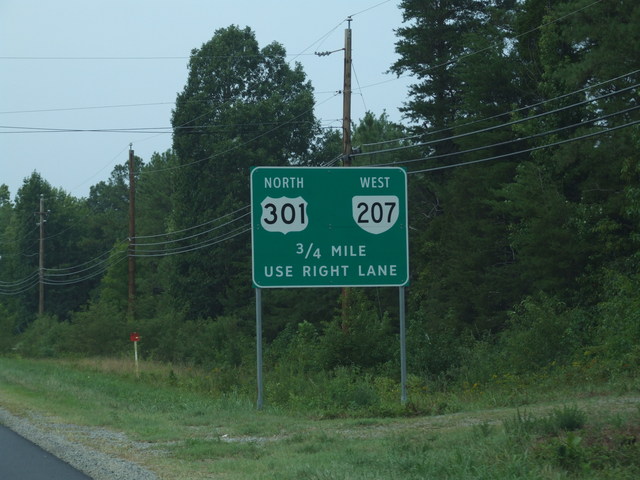 NORTH WEST
301 207
3/4 MILE
USE RIGHT LANE